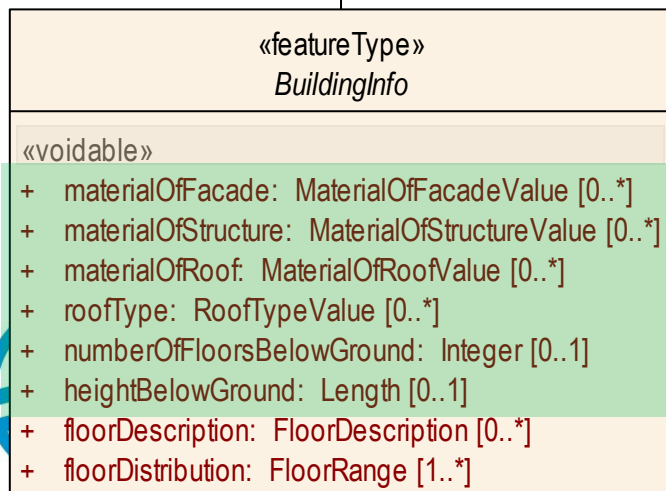 «featureType»
BuildingInfo
«voidable»
+ materialOfFacade: MaterialOfFacadeValue [0..*]
+ materialOfStructure: MaterialOfStructureValue [0..*]
+ materialOfRoof: MaterialOfRoofValue [0..*]
+ roofType: RoofTypeValue [0..*]
+ numberOfFloorsBelowGround: Integer [0..1]
+ heightBelowGround: Length [0..1]
+ floorDescription: FloorDescription [0..*]
+ floorDistribution: FloorRange [1..*]